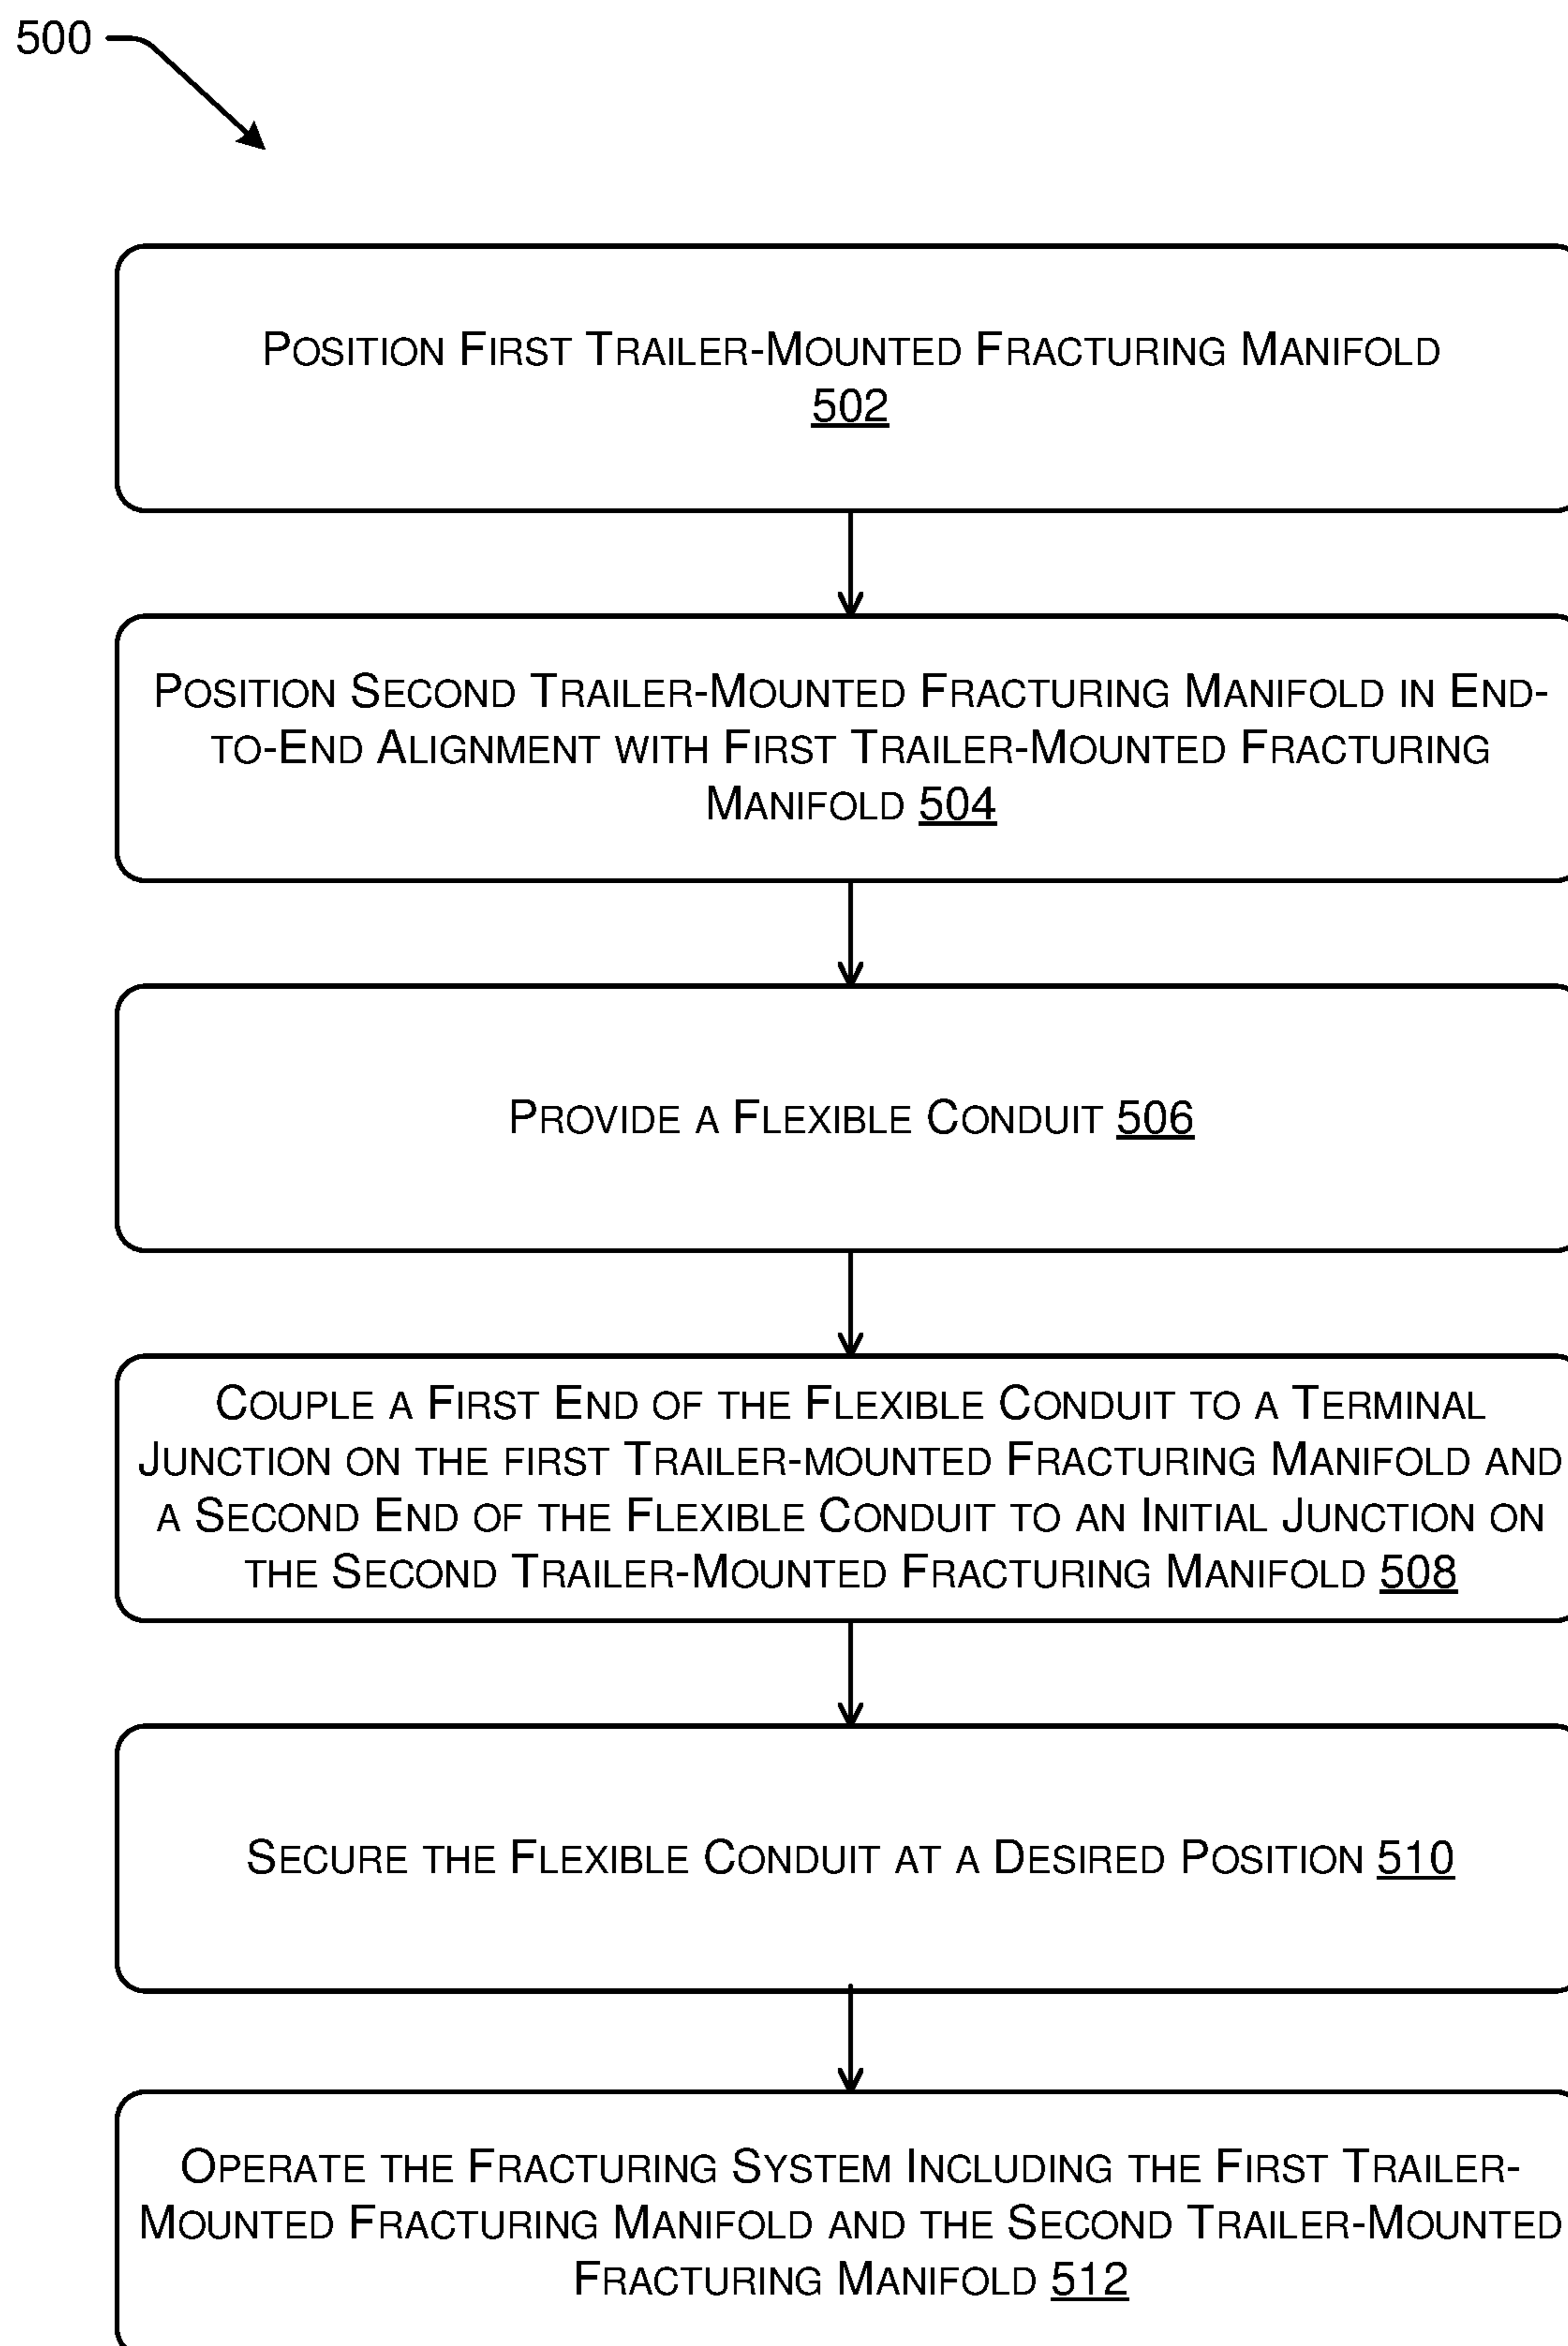 500
POSITION FIRST TRAILER-MOUNTED FRACTURING MANIFOLD
502
POSITION SECOND TRAILER-MOUNTED FRACTURING MANIFOLD IN END-
TO-END ALIGNMENT WITH FIRST TRAILER-MOUNTED FRACTURING
MANIFOLD 504
PROVIDE A FLEXIBLE CONDUIT 506
COUPLE A FIRST END OF THE FLEXIBLE CONDUIT TO A TERMINAL
JUNCTION ON THE FIRST TRAILER-MOUNTED FRACTURING MANIFOLD AND
A SECOND END OF THE FLEXIBLE CONDUIT TO AN INITIAL JUNCTION ON
THE SECOND TRAILER-MOUNTED FRACTURING MANIFOLD 508
SECURE THE FLEXIBLE CONDUIT AT A DESIRED POSITION 510
OPERATE THE FRACTURING SYSTEM INCLUDING THE FIRST TRAILER-
MOUNTED FRACTURING MANIFOLD AND THE SECOND TRAILER-MOUNTED
FRACTURING MANIFOLD 512